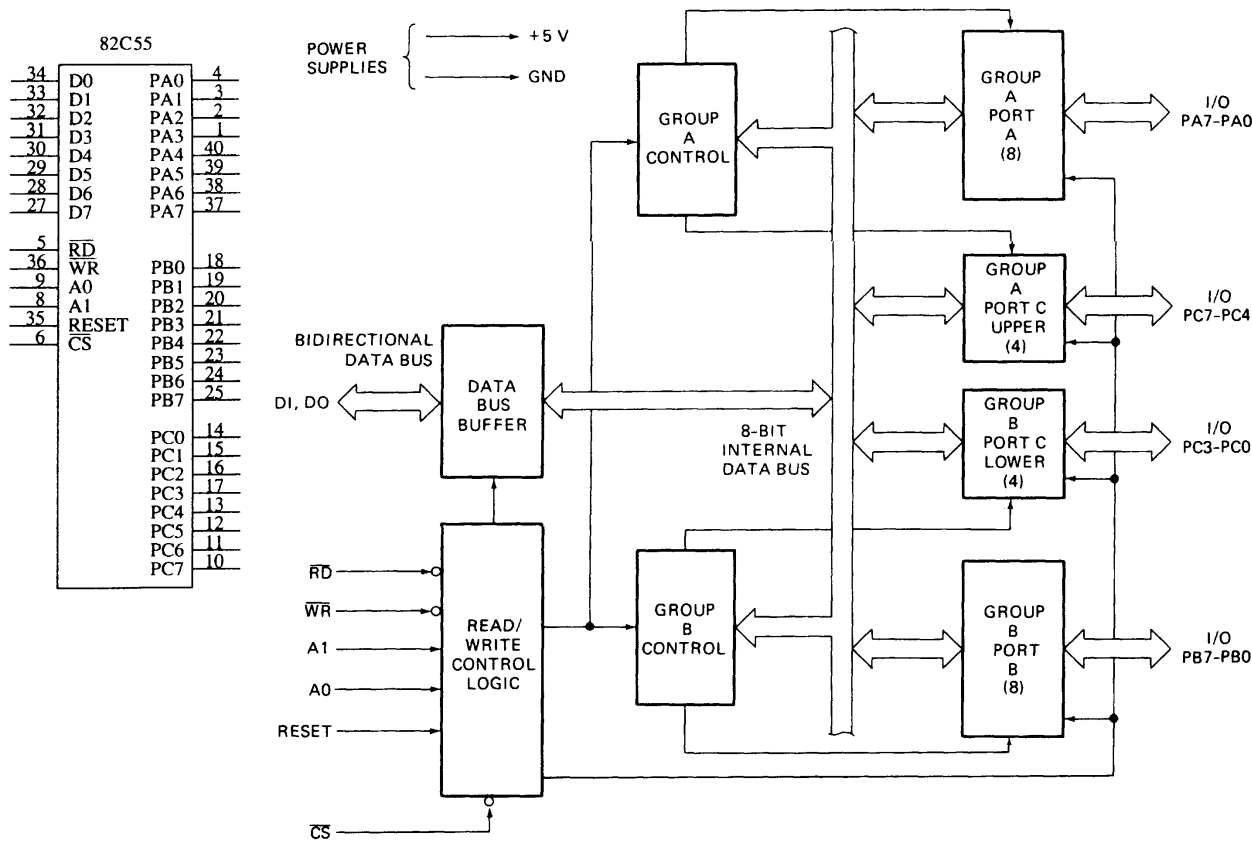 82C55
34 D0 PA0 4
33 D1 PA1 3
32 D2 PA2 2
31 D3 PA3 1
30 D4 PA4 40
29 D5 PA5 39
28 D6 PA6 38
27 D7 PA7 37
5 RD
36 WR PB0 18
9 A0 PB1 19
8 A1 PB2 20
35 RESET PB3 21
6 CS PB4 22
PB5 23
PB6 24
PB7 25
PC0 14
PC1 15
PC2 16
PC3 17
PC4 13
PC5 12
PC6 11
PC7 10
POWER
SUPPLIES
+5 V
GND
GROUP
A
CONTROL
GROUP
A
PORT
A
(8)
I/O
PA7-PA0
GROUP
A
PORT C
UPPER
(4)
I/O
PC7-PC4
BIDIRECTIONAL
DATA BUS
DI, DO
DATA
BUS
BUFFER
8-BIT
INTERNAL
DATA BUS
GROUP
B
PORT C
LOWER
(4)
I/O
PC3-PC0
RD
WR
A1
A0
RESET
CS
READ/
WRITE
CONTROL
LOGIC
GROUP
B
CONTROL
GROUP
B
PORT
B
(8)
I/O
PB7-PB0